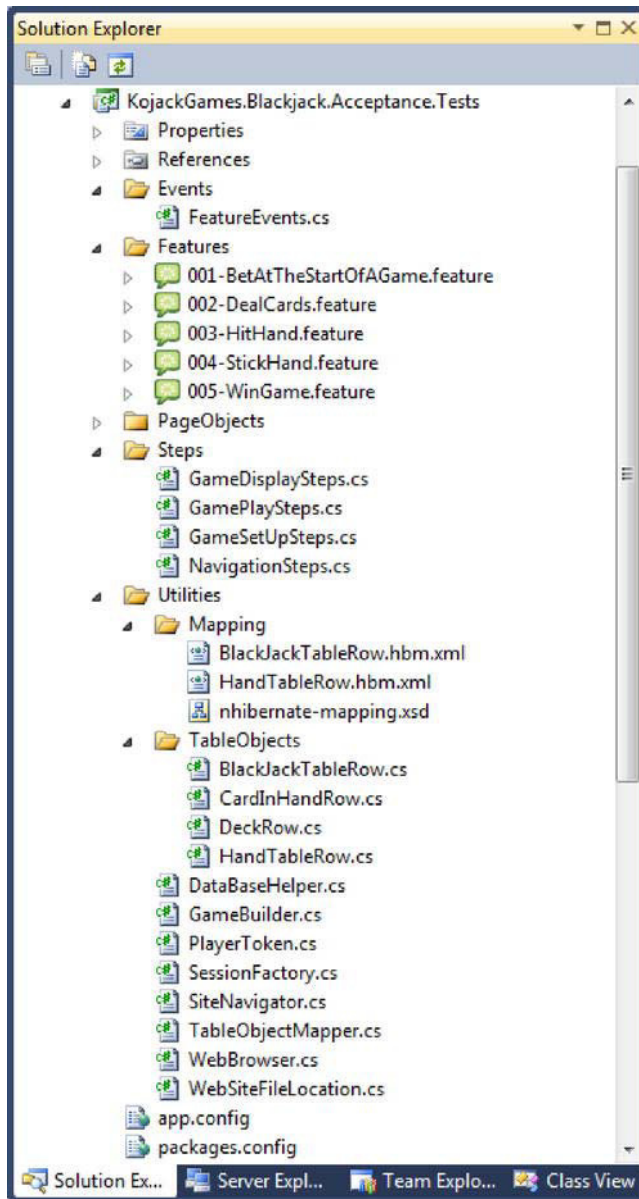 Solution Explorer
KojackGames.Blackjack.Acceptance.Tests
Properties
References
Events
FeatureEvents.cs
Features
001-BetAtTheStartOfAGame.feature
002-DealCards.feature
003-HitHand.feature
004-StickHand.feature
005-WinGame.feature
PageObjects
Steps
GameDisplaySteps.cs
GamePlaySteps.cs
GameSetUpSteps.cs
NavigationSteps.cs
Utilities
Mapping
BlackJackTableRow.hbm.xml
HandTableRow.hbm.xml
nhibernate-mapping.xsd
TableObjects
BlackJackTableRow.cs
CardInHandRow.cs
DeckRow.cs
HandTableRow.cs
DataBaseHelper.cs
GameBuilder.cs
PlayerToken.cs
SessionFactory.cs
SiteNavigator.cs
TableObjectMapper.cs
WebBrowser.cs
WebSiteFileLocation.cs
app.config
packages.config
Solution Ex... Server Expl... Team Explo... Class View